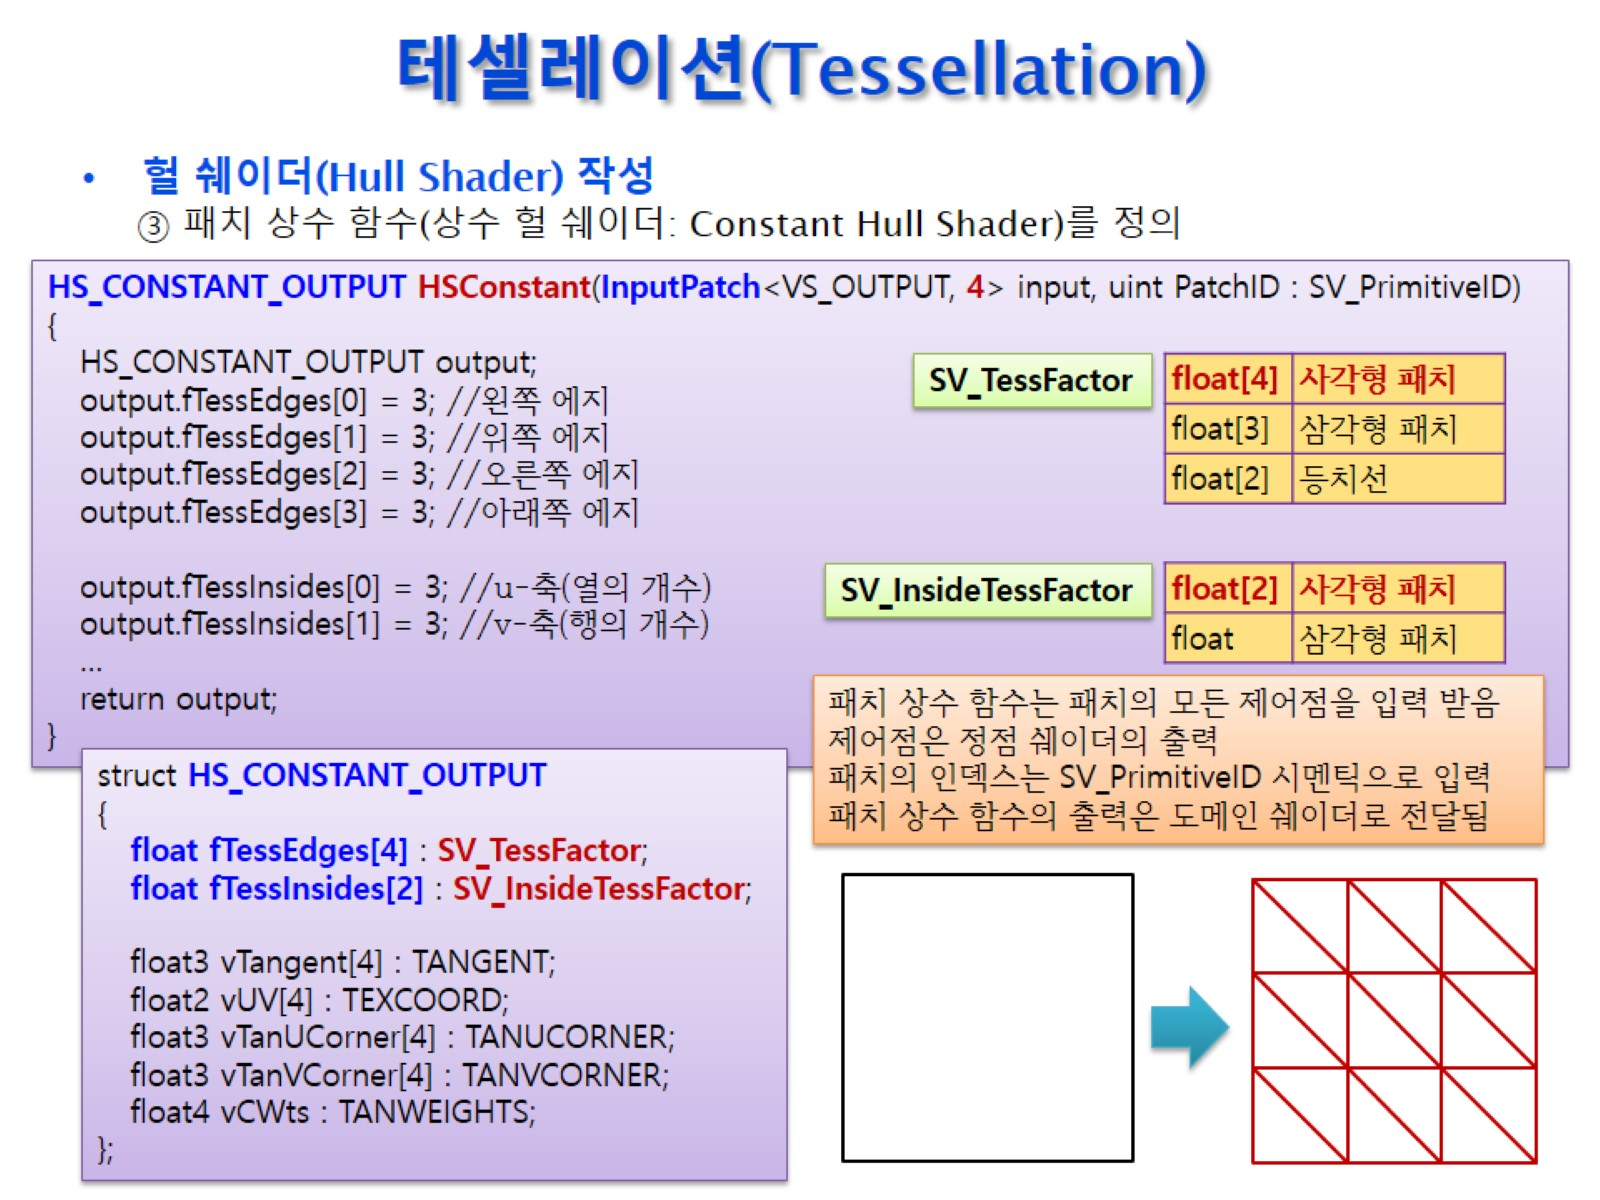 테셀레이션(Tessellation)
• 헐 쉐이더(Hull Shader) 작성
③ 패치 상수 함수(상수 헐 쉐이더: Constant Hull Shader)를 정의
HS_CONSTANT_OUTPUT HSConstant(InputPatch<VS_OUTPUT, 4> input, uint PatchID : SV_PrimitiveID)
{
HS_CONSTANT_OUTPUT output;
output.fTessEdges[0] = 3; //왼쪽 에지
output.fTessEdges[1] = 3; //위쪽 에지
output.fTessEdges[2] = 3; //오른쪽 에지
output.fTessEdges[3] = 3; //아래쪽 에지
output.fTessInsides[0] = 3; //u-축(열의 개수)
output.fTessInsides[1] = 3; //v-축(행의 개수)
...
return output;
}
SV_TessFactor
float[4] 사각형 패치
float[3] 삼각형 패치
float[2] 등치선
SV_InsideTessFactor
float[2] 사각형 패치
float 삼각형 패치
패치 상수 함수는 패치의 모든 제어점을 입력 받음
제어점은 정점 쉐이더의 출력
패치의 인덱스는 SV_PrimitiveID 시멘틱으로 입력
패치 상수 함수의 출력은 도메인 쉐이더로 전달됨
struct HS_CONSTANT_OUTPUT
{
float fTessEdges[4] : SV_TessFactor;
float fTessInsides[2] : SV_InsideTessFactor;
float3 vTangent[4] : TANGENT;
float2 vUV[4] : TEXCOORD;
float3 vTanUCorner[4] : TANUCORNER;
float3 vTanVCorner[4] : TANVCORNER;
float4 vCWts : TANWEIGHTS;
};